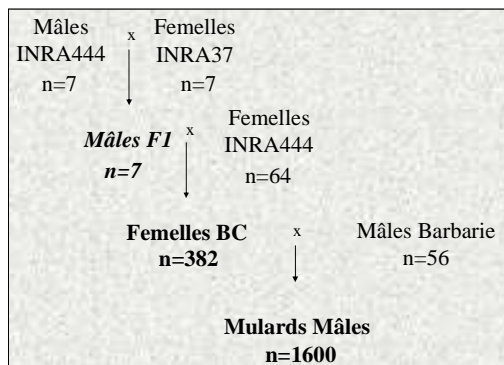 Mâles x Femelles
INRA444 INRA37
n=7 n=7
Femelles
Mâles F1 x INRA444
n=7 n=64
Femelles BC x Mâles Barbarie
n=382 n=56
Mulards Mâles
n=1600